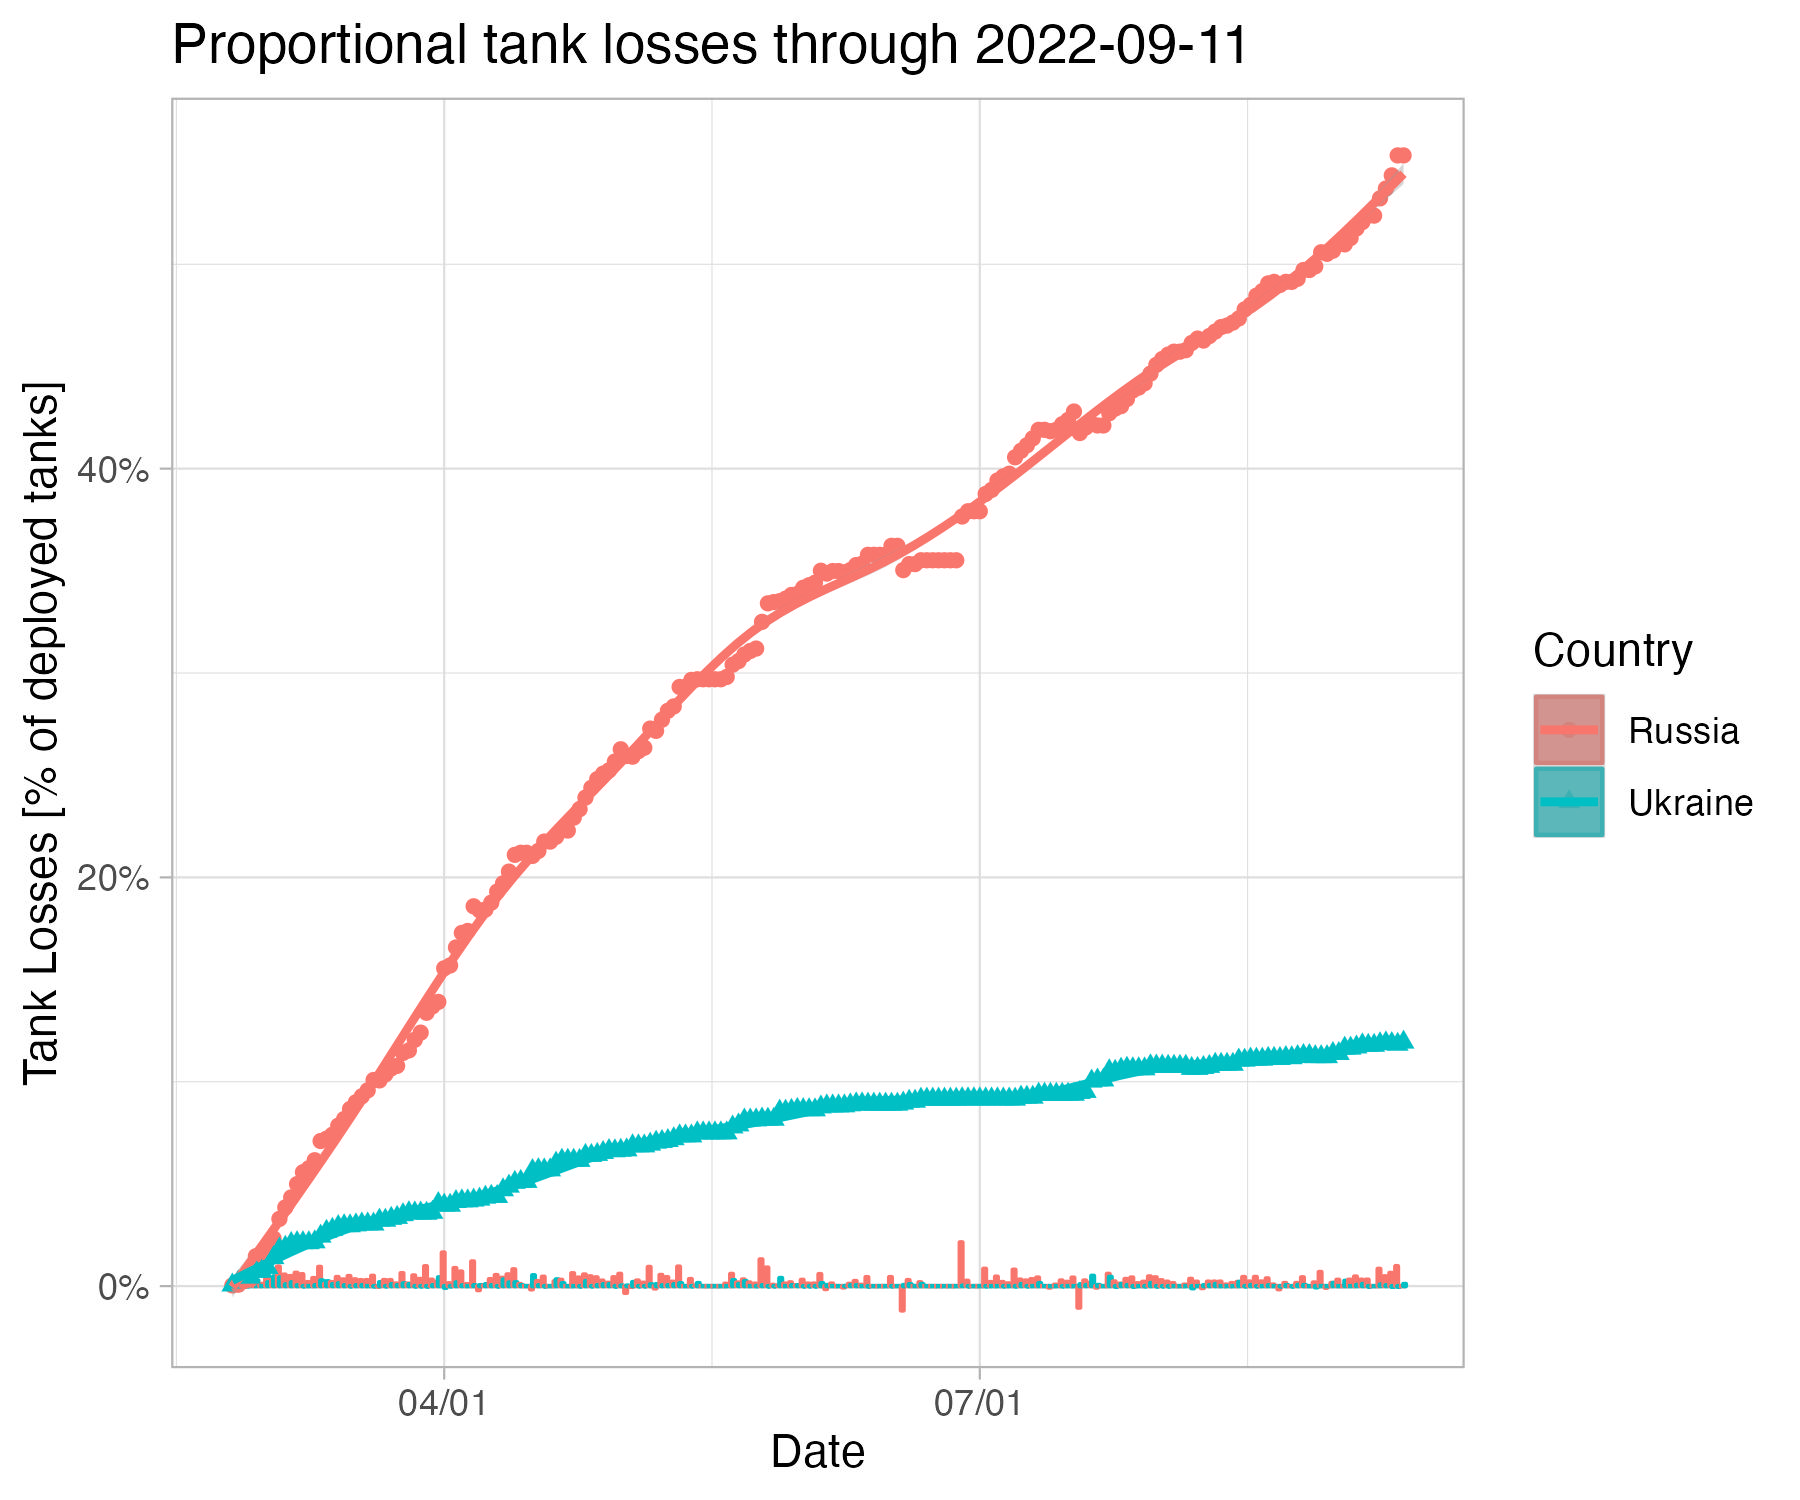 Proportional tank losses through 2022-09-11
Tank Losses [% of deployed tanks]
40%
20%
0%
04/01
07/01
Date
Country
Russia
Ukraine